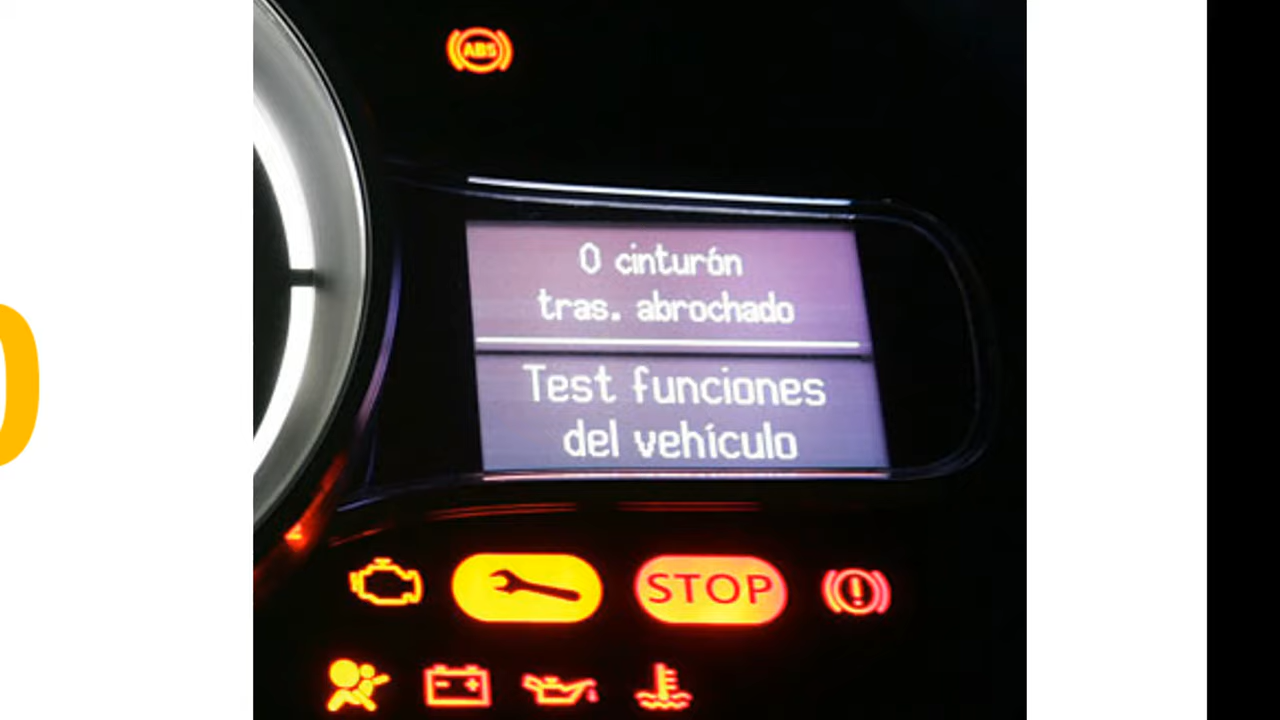 ABS
0 cinturón
tras. abrochado
Test funciones
del vehículo
STOP